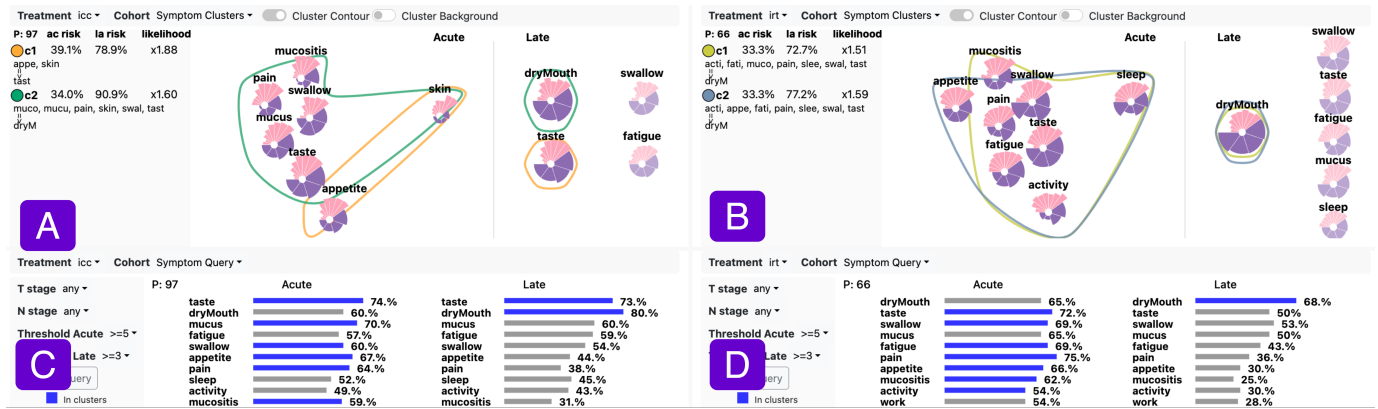 Treatment icc Cohort Symptom Clusters Cluster Contour Cluster Background
P: 97 ac risk la risk likelihood
c1 39.1% 78.9% x1.88
appe, skin
=>
tast
c2 34.0% 90.9% x1.60
muco, mucu, pain, skin, swal, tast
=>
dryM
Acute
mucositis
pain
swallow
skin
mucus
taste
appetite
Late
dryMouth
swallow
taste
fatigue
A
Treatment irt Cohort Symptom Clusters Cluster Contour Cluster Background
P: 66 ac risk la risk likelihood
c1 33.3% 72.7% x1.51
acti, fati, muco, pain, slee, swal, tast
=>
dryM
c2 33.3% 77.2% x1.59
acti, appe, fati, pain, slee, swal, tast
=>
dryM
Acute
mucositis
appetite
swallow
sleep
pain
taste
fatigue
activity
Late
dryMouth
swallow
taste
fatigue
mucus
sleep
B
Treatment icc Cohort Symptom Query
T stage any
N stage any
Threshold Acute >=5
Late >=3
uery
In clusters
C
P: 97 Acute Late
taste 74.% taste 73.%
dryMouth 60.% dryMouth 80.%
mucus 70.% mucus 60.%
fatigue 57.% fatigue 59.%
swallow 60.% swallow 54.%
appetite 67.% appetite 44.%
pain 64.% pain 38.%
sleep 52.% sleep 45.%
activity 49.% activity 43.%
mucositis 59.% mucositis 31.%
Treatment irt Cohort Symptom Query
T stage any
N stage any
Threshold Acute >=5
Late >=3
uery
In clusters
D
P: 66 Acute Late
dryMouth 65.% dryMouth 68.%
taste 72.% taste 50%
swallow 69.% swallow 53.%
mucus 65.% mucus 50%
fatigue 69.% fatigue 43.%
pain 75.% pain 36.%
appetite 66.% appetite 30.%
mucositis 62.% mucositis 25.%
activity 54.% activity 30.%
work 54.% work 28.%